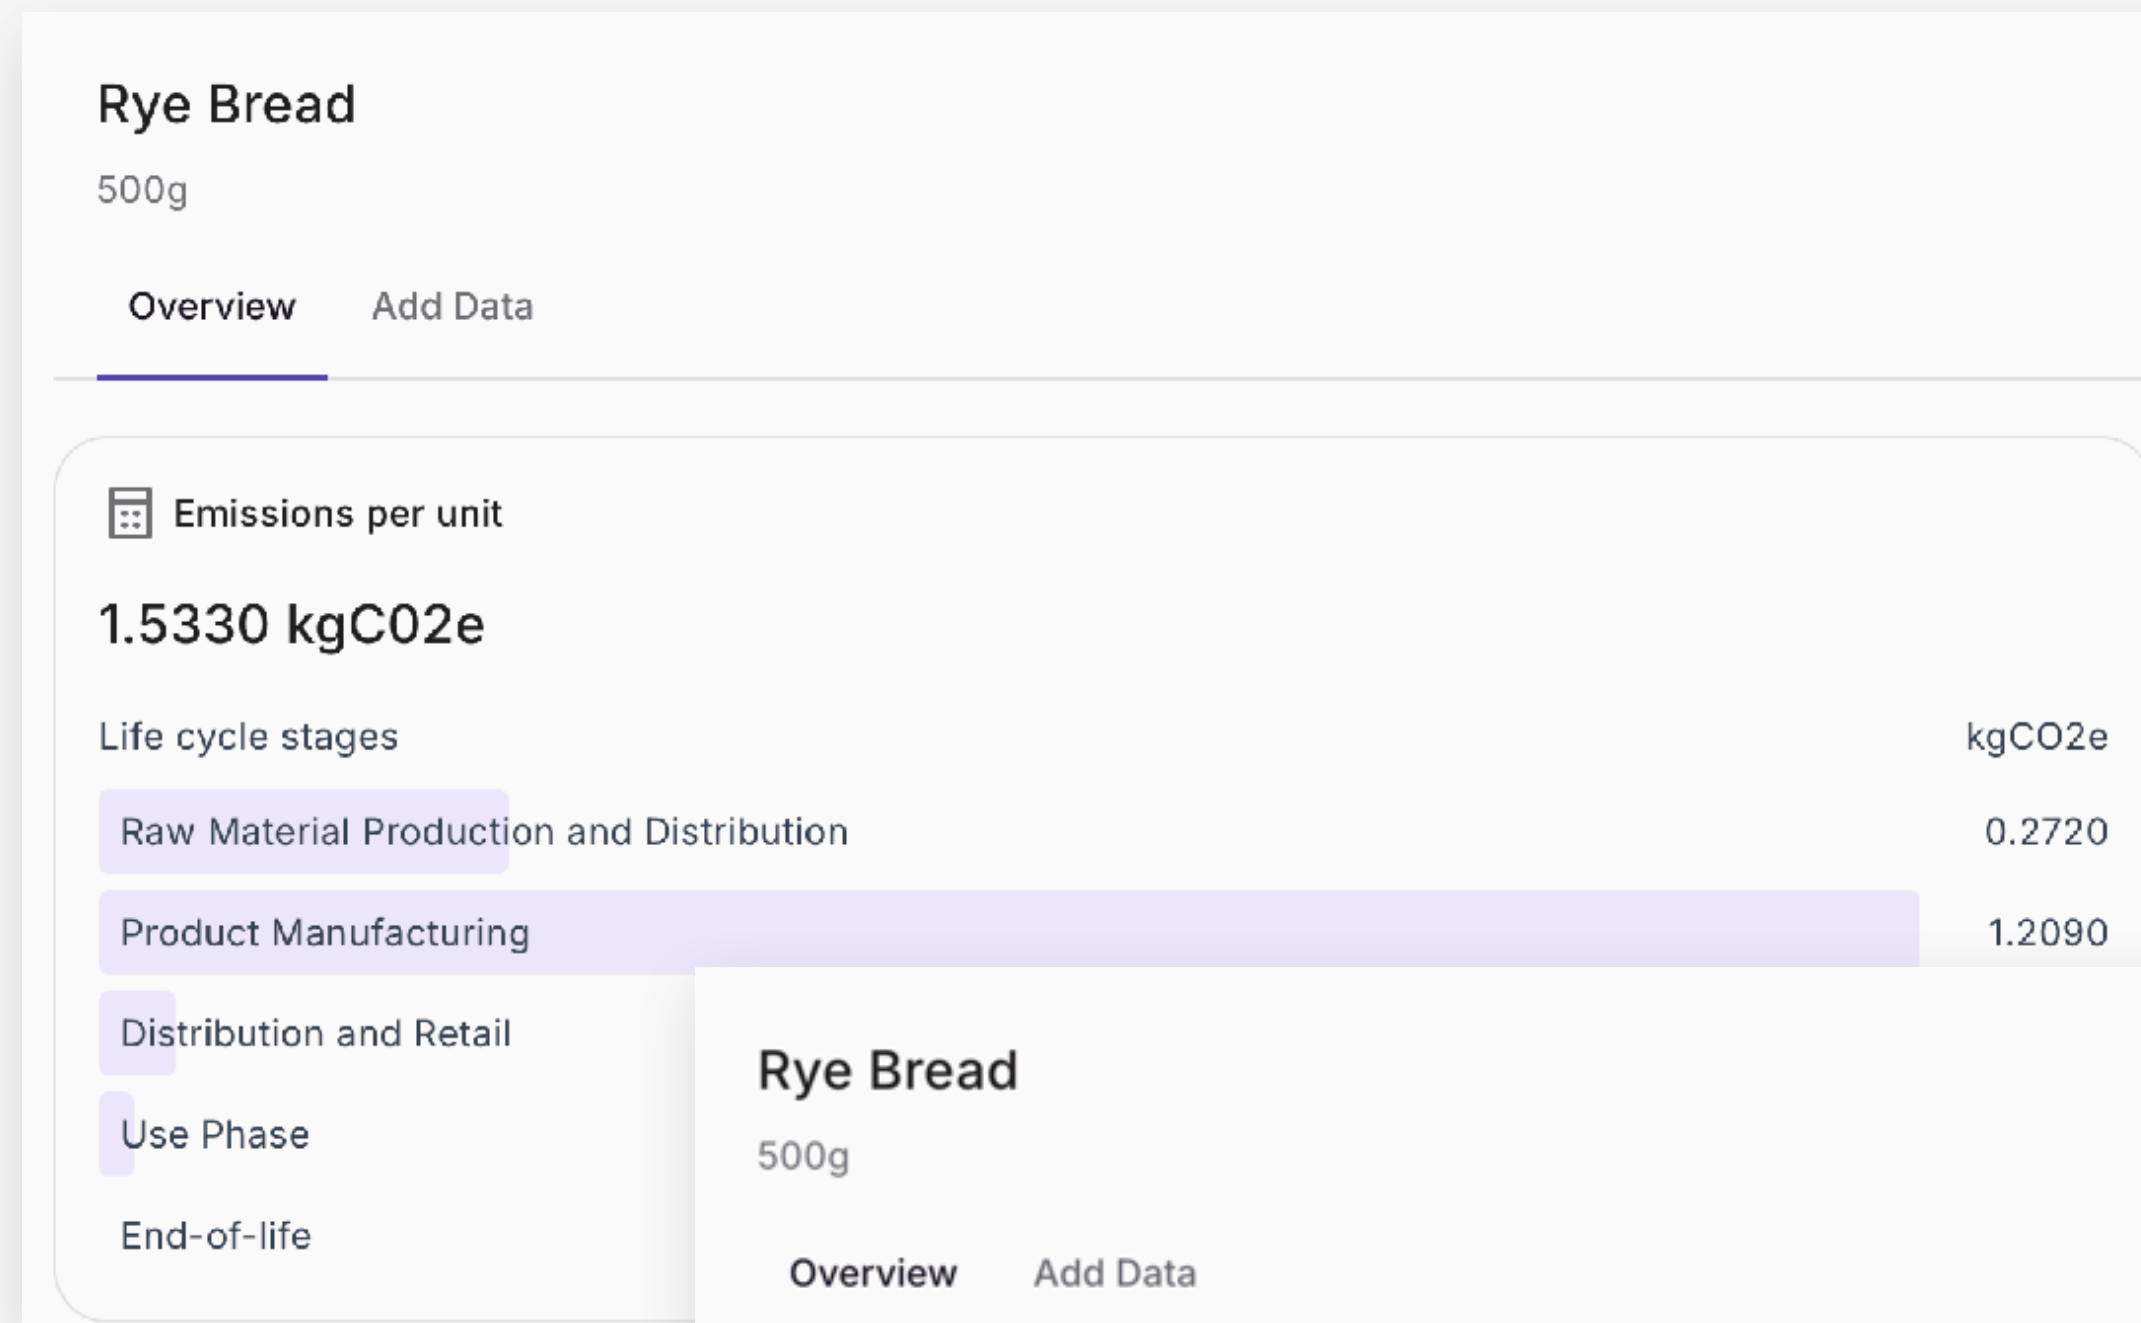 Rye Bread
500g
Overview Add Data
Emissions per unit
1.5330 kgC02e
Life cycle stages kgCO2e
Raw Material Production and Distribution 0.2720
Product Manufacturing 1.2090
Distribution and Retail
Use Phase
End-of-life
Rye Bread
500g
Overview Add Data